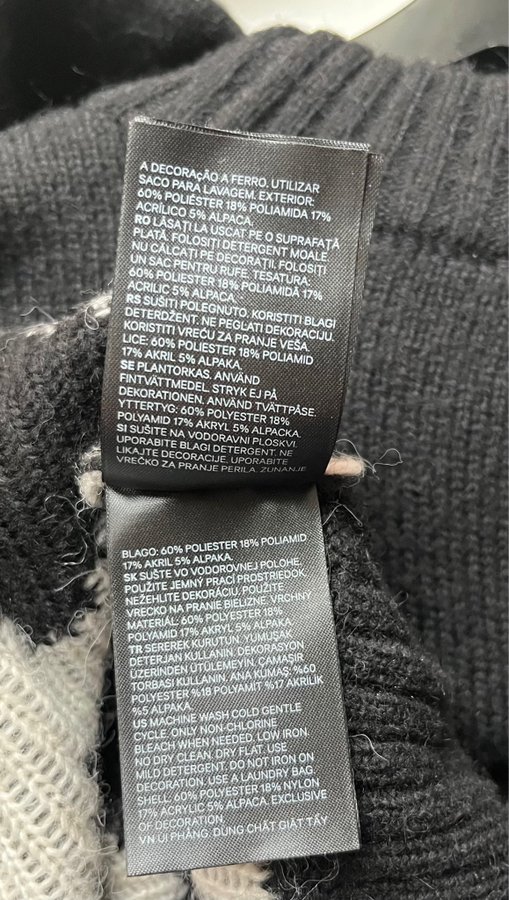 A DECORAÇÃO A FERRO. UTILIZAR
SACO PARA LAVAGEM. EXTERIOR:
60% POLIÉSTER 18% POLIAMIDA 17%
ACRÍLICO 5% ALPACA.
RO LĂSAŢI LA USCAT PE O SUPRAFAŢĂ
PLATĂ. FOLOSIŢI DETERGENT MOALE
NU CĂLCAŢI PE DECORAŢII. FOLOSIŢI
UN SAC PENTRU RUFE. ŢESATURA:
60% POLIESTER 18% POLIAMIDĂ 17%
ACRILIC 5% ALPACA.
RS SUŠITI POLEGNUTO. KORISTITI BLAGI
DETERDŽENT. NE PEGLATI DEKORACIJU.
KORISTITI VREĆU ZA PRANJE VEŠA.
LICE: 60% POLIESTER 18% POLIAMID
17% AKRIL 5% ALPAKA.
SE PLANTORKAS. ANVÄND
FINTVÄTTMEDEL. STRYK EJ PÅ
DEKORATIONEN. ANVÄND TVÄTTPÅSE.
YTTERTYG: 60% POLYESTER 18%
POLYAMID 17% AKRYL 5% ALPACKA.
SI SUŠITE NA VODORAVNI PLOSKVI.
UPORABITE BLAGI DETERGENT. NE
LIKAJTE DECORACIJE. UPORABITE
VREČKO ZA PRANJE PERILA. ZUNANJE
BLAGO: 60% POLIESTER 18% POLIAMID
17% AKRIL 5% ALPAKA.
SK SUŠTE VO VODOROVNEJ POLOHE.
POUŽITE JEMNÝ PRACÍ PROSTRIEDOK.
NEŽEHLITE DEKORÁCIU. POUŽITE
VRECKO NA PRANIE BIELIZNE. VRCHNÝ
MATERIÁL: 60% POLYESTER 18%
POLYAMID 17% AKRYL 5% ALPAKA.
TR SEREREK KURUTUN. YUMUŞAK
DETERJAN KULLANIN. DEKORASYON
ÜZERİNDEN ÜTÜLEMEYİN. ÇAMAŞIR
TORBASI KULLANIN. ANA KUMAŞ: %60
POLYESTER %18 POLYAMIT %17 AKRİLİK
%5 ALPAKA.
US MACHINE WASH COLD GENTLE
CYCLE. ONLY NON CHLORINE
BLEACH WHEN NEEDED. LOW IRON.
NO DRY CLEAN. DRY FLAT. USE
MILD DETERGENT. DO NOT IRON ON
DECORATION. USE A LAUNDRY BAG.
SHELL. 60% POLYESTER 18% NYLON
17% ACRYLIC 5% ALPACA. EXCLUSIVE
OF DECORATION
VN ỦI PHẲNG. DÙNG CHẤT GIẶT TẨY